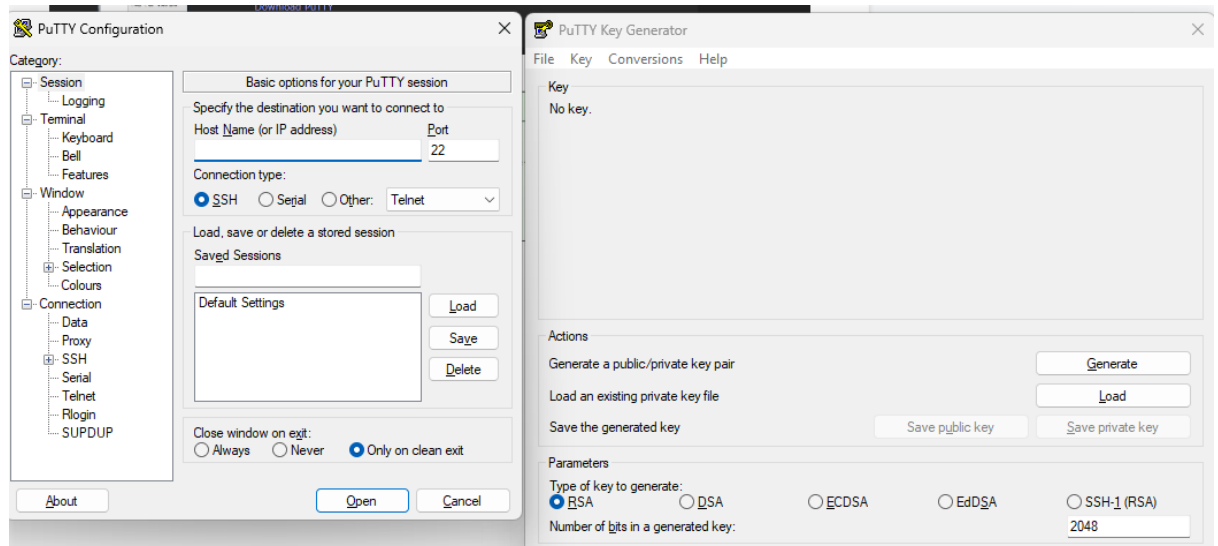 Download PuTTY
PuTTY Configuration
Category:
Session
Logging
Terminal
Keyboard
Bell
Features
Window
Appearance
Behaviour
Translation
Selection
Colours
Connection
Data
Proxy
SSH
Serial
Telnet
Rlogin
SUPDUP
Basic options for your PuTTY session
Specify the destination you want to connect to
Host Name (or IP address) Port
22
Connection type:
SSH Serial Other: Telnet
Load, save or delete a stored session
Saved Sessions
Default Settings
Load
Save
Delete
Close window on exit:
Always Never Only on clean exit
About Open Cancel
PuTTY Key Generator
File Key Conversions Help
Key
No key.
Actions
Generate a public/private key pair Generate
Load an existing private key file Load
Save the generated key Save public key Save private key
Parameters
Type of key to generate:
RSA DSA ECDSA EdDSA SSH-1 (RSA)
Number of bits in a generated key: 2048